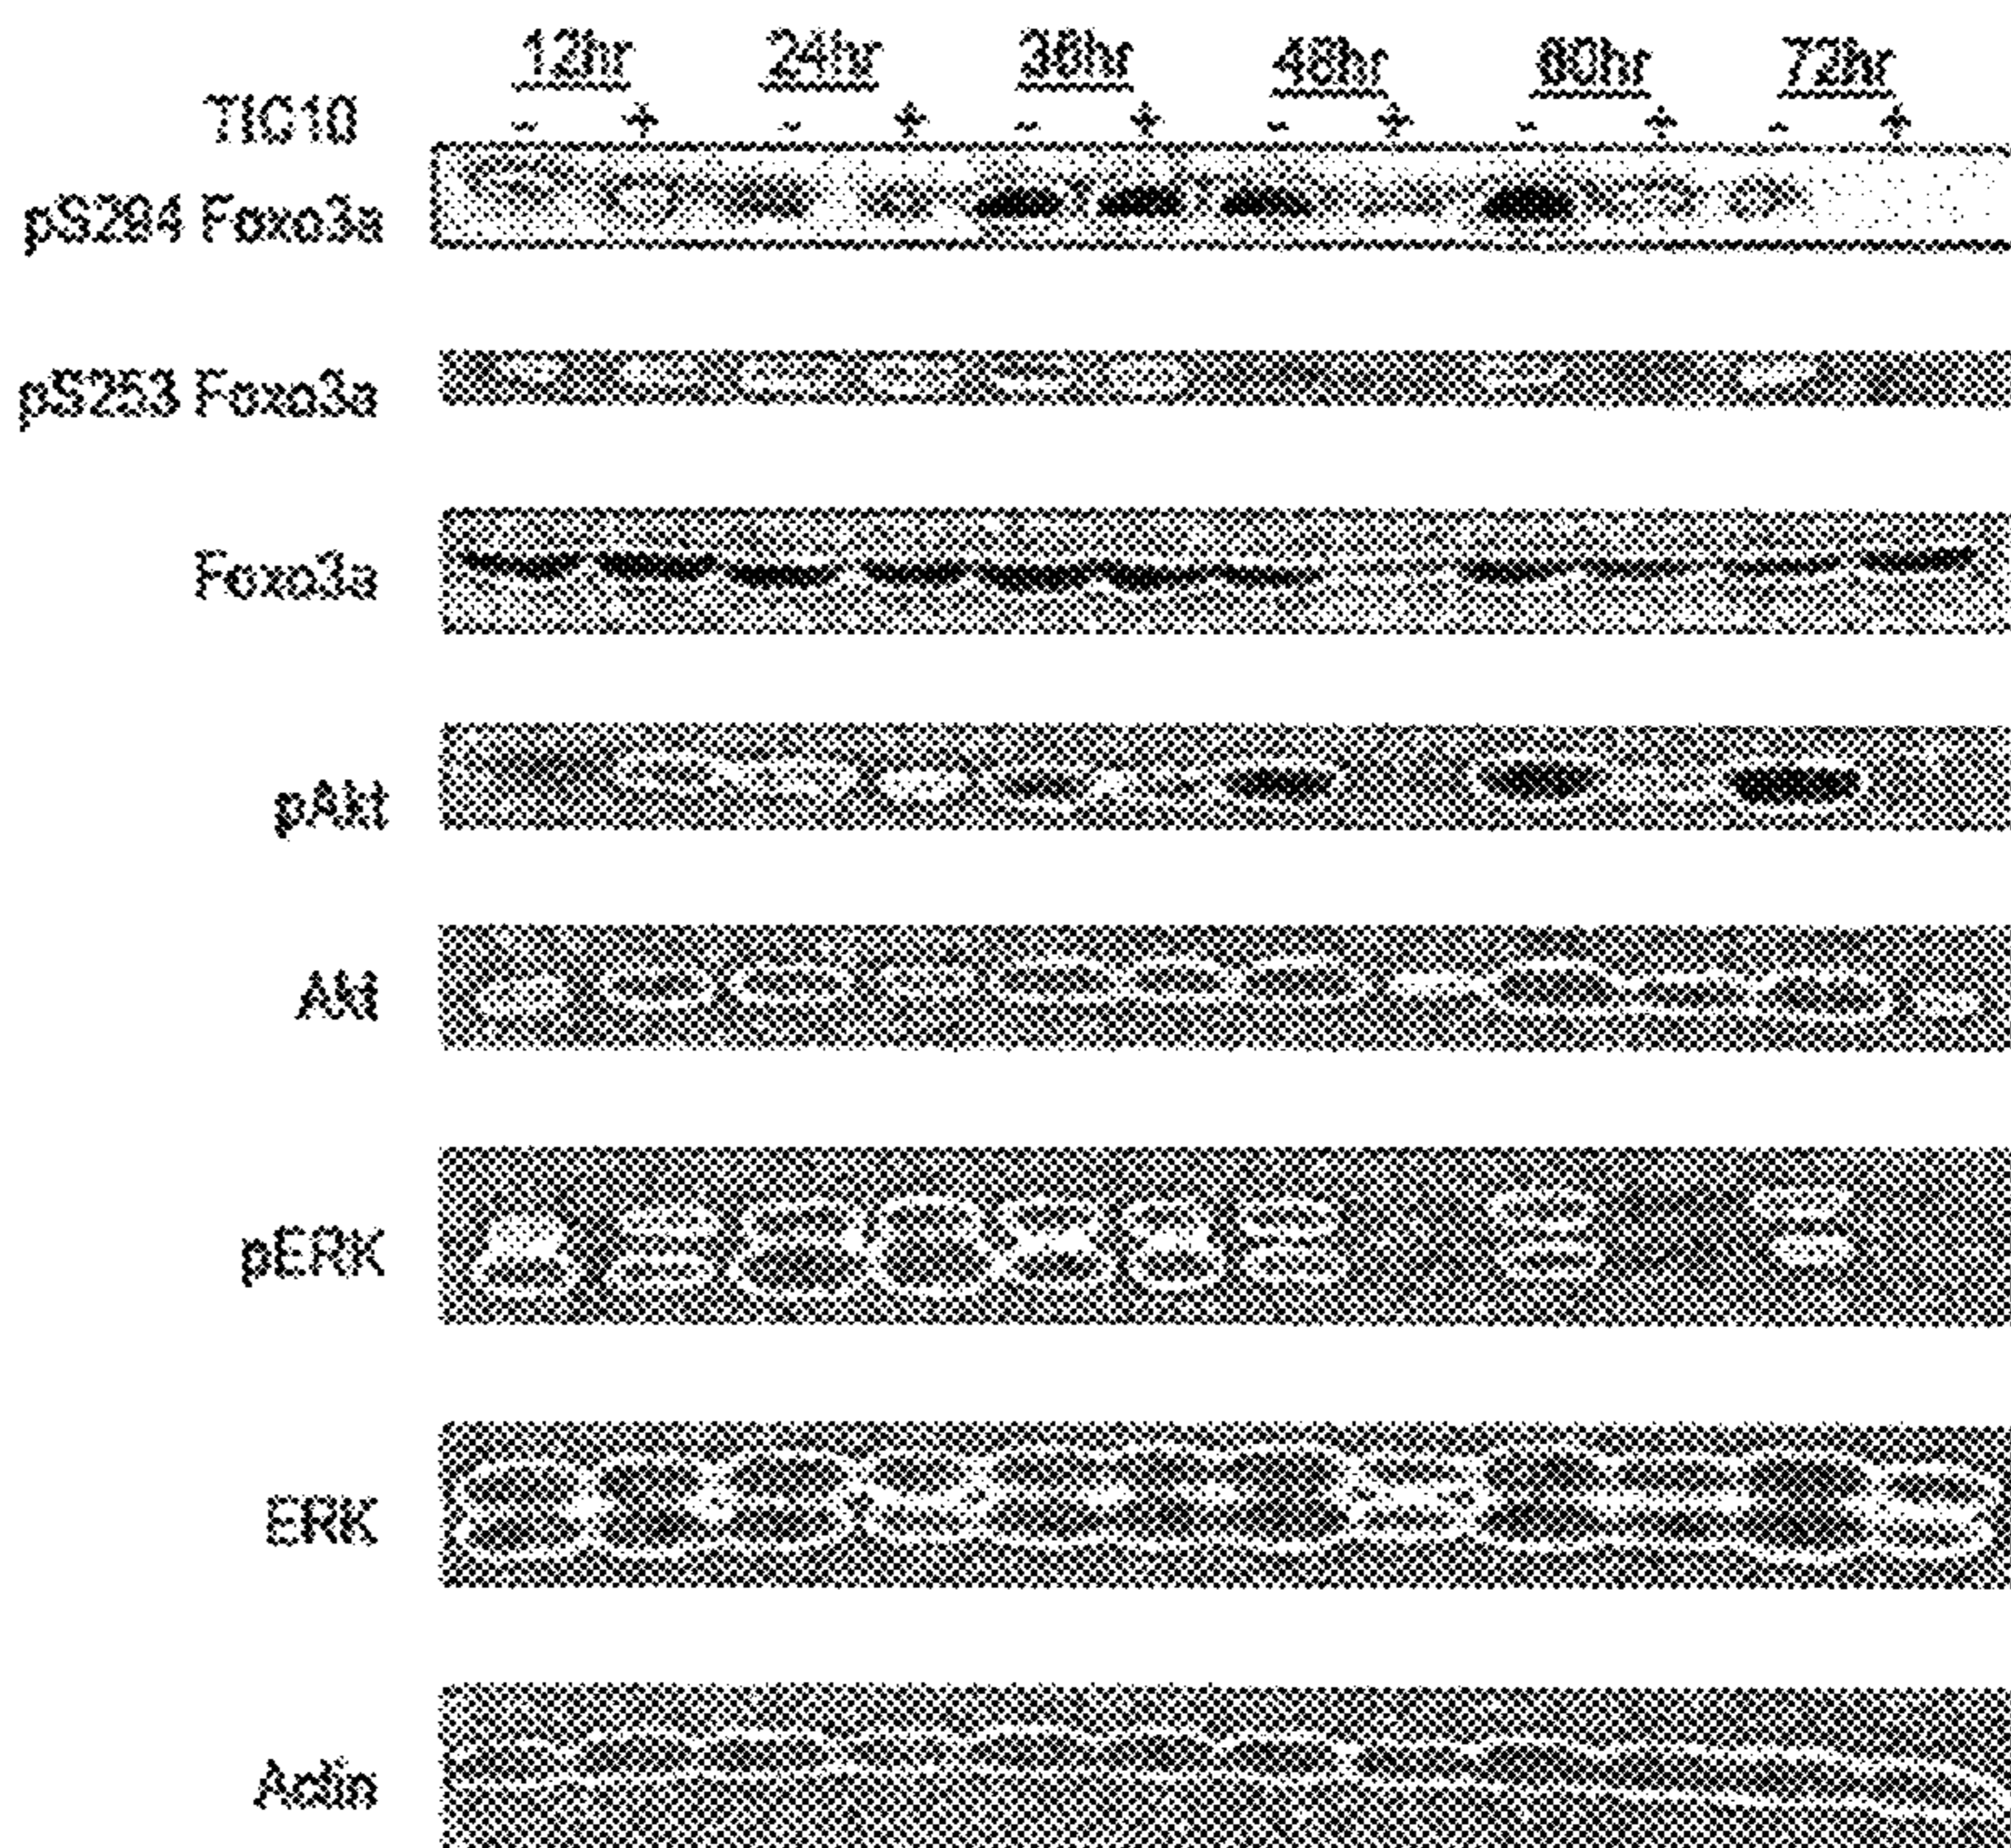 12hr 24hr 36hr 48hr 60hr 72hr
TIC10 - + - + - + - + - + - +
pS294 Foxo3a
pS253 Foxo3a
Foxo3a
pAkt
Akt
pERK
ERK
Actin